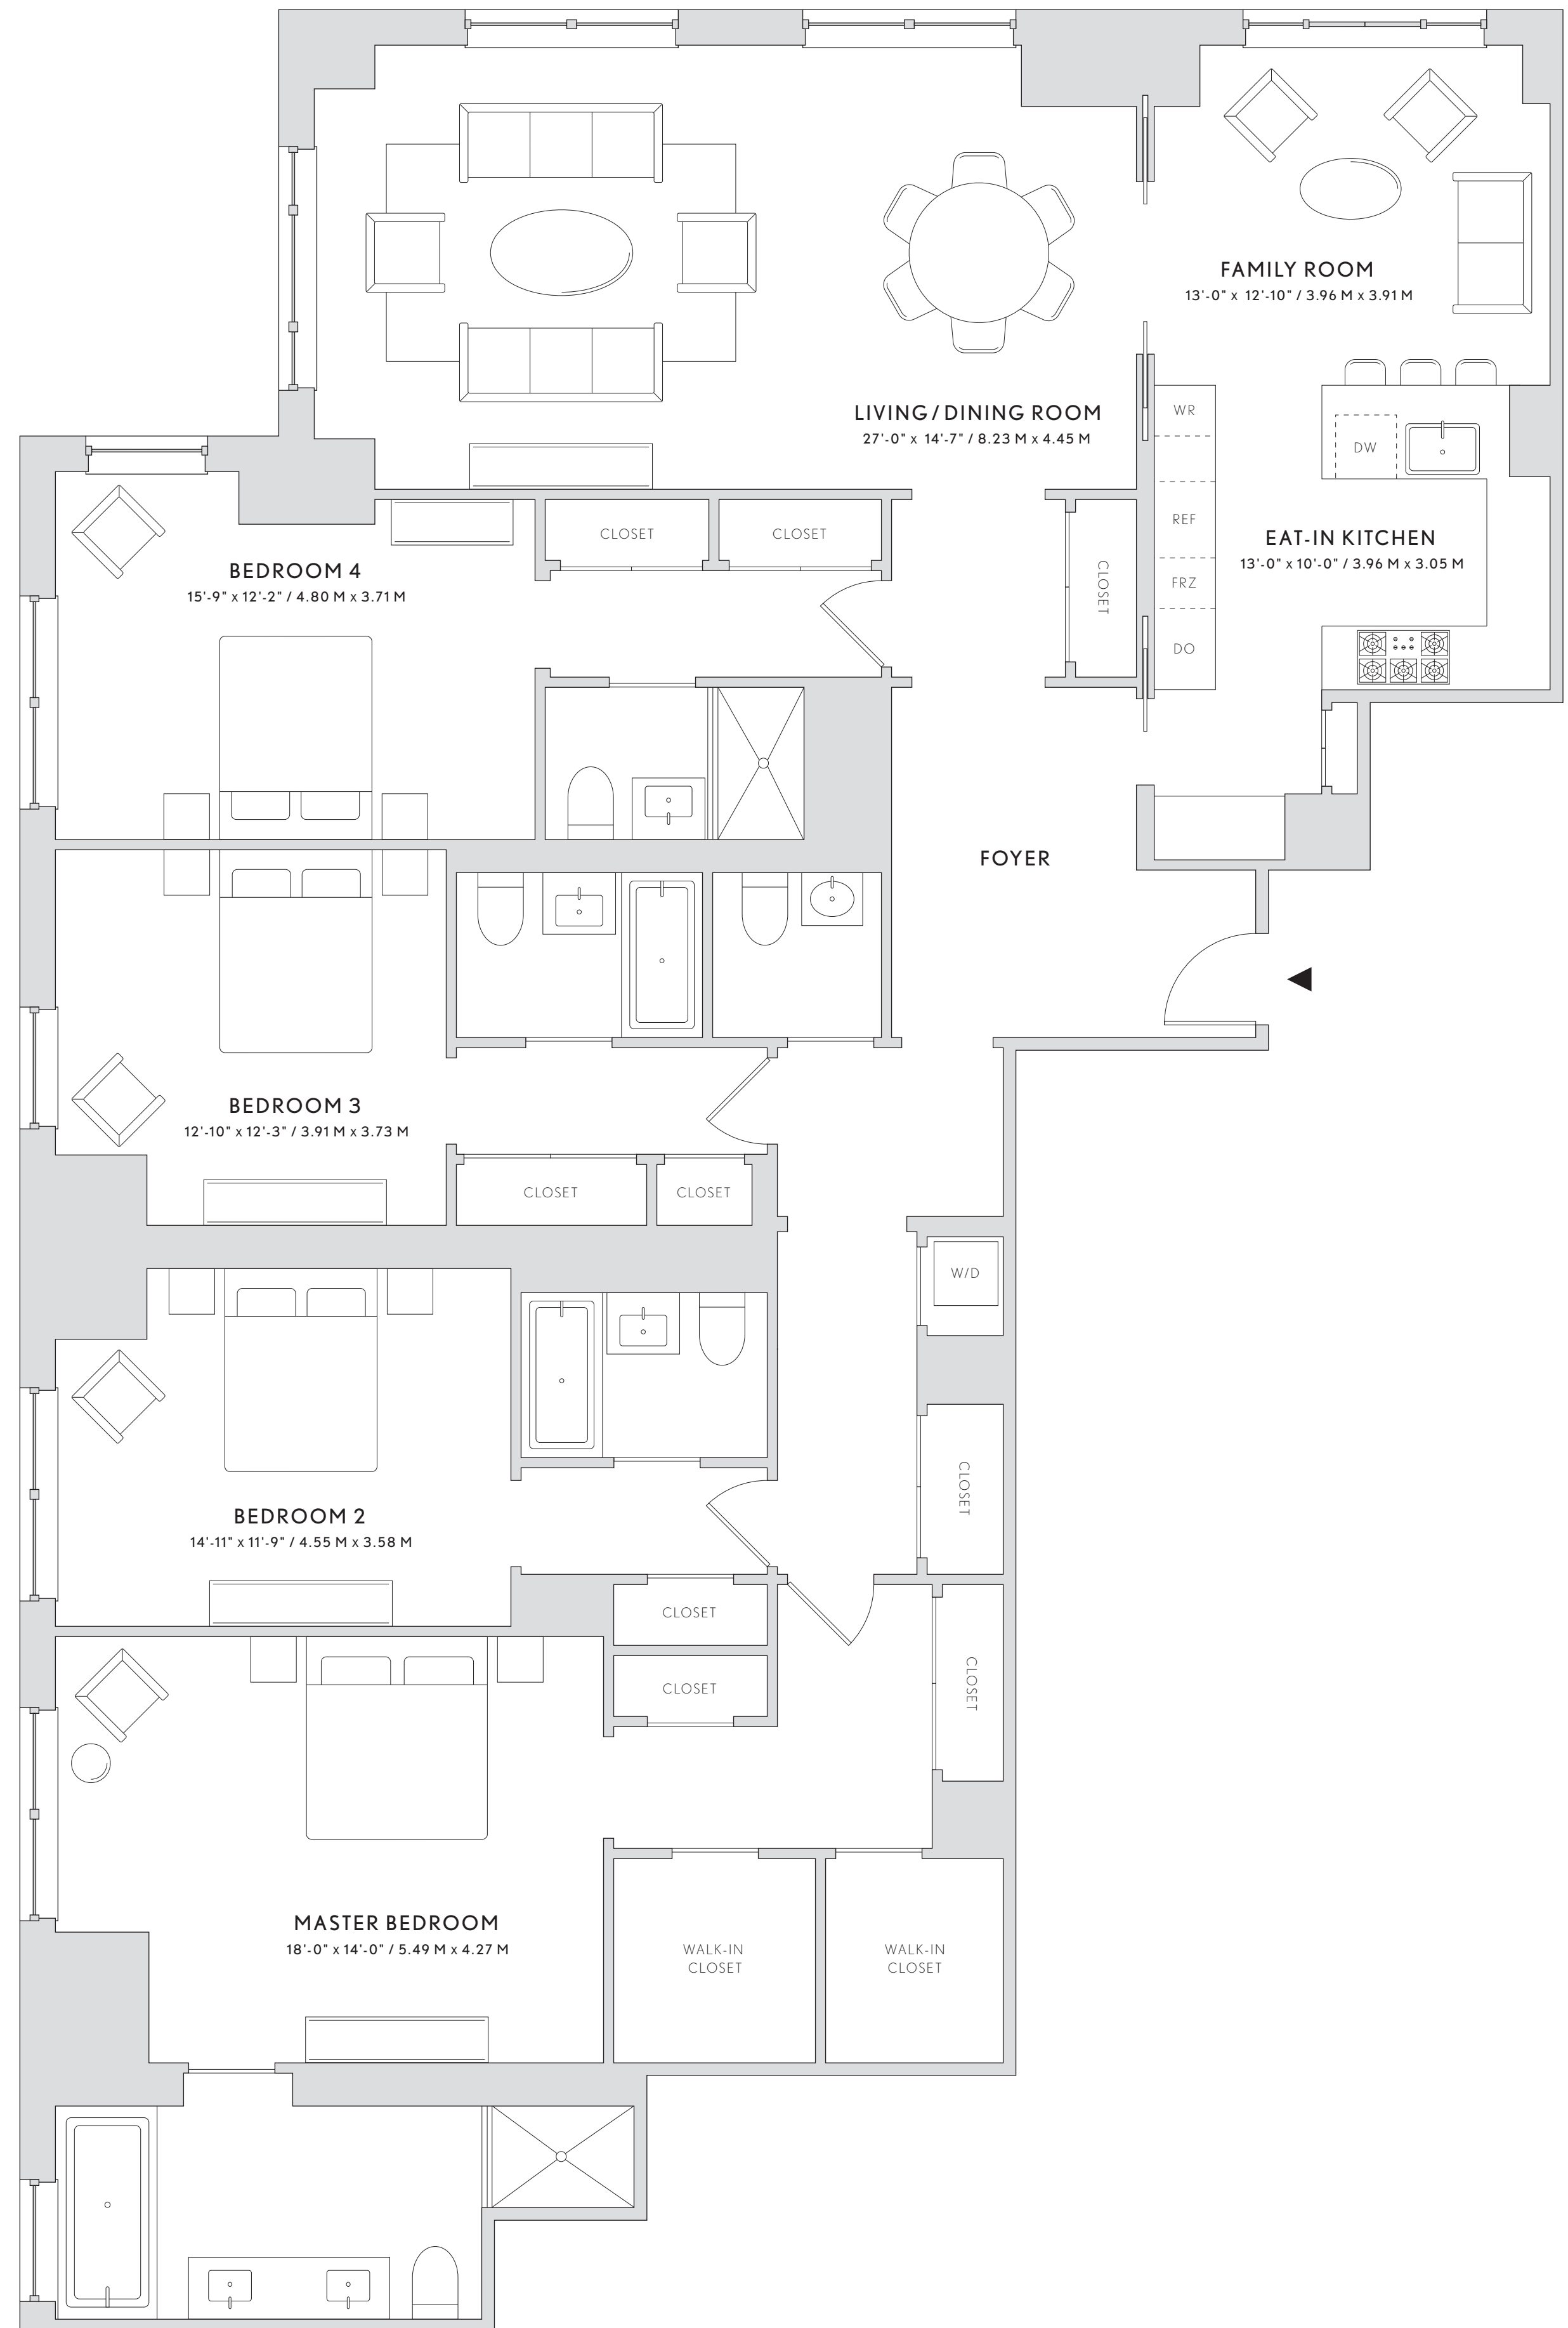 FAMILY ROOM
13'-0" x 12'-10" / 3.96 M x 3.91 M
LIVING / DINING ROOM
27'-0" x 14'-7" / 8.23 M x 4.45 M
WR
DW
REF
FRZ
DO
EAT-IN KITCHEN
13'-0" x 10'-0" / 3.96 M x 3.05 M
CLOSET
CLOSET
CLOSET
BEDROOM 4
15'-9" x 12'-2" / 4.80 M x 3.71 M
FOYER
BEDROOM 3
12'-10" x 12'-3" / 3.91 M x 3.73 M
CLOSET
CLOSET
W/D
CLOSET
BEDROOM 2
14'-11" x 11'-9" / 4.55 M x 3.58 M
CLOSET
CLOSET
CLOSET
MASTER BEDROOM
18'-0" x 14'-0" / 5.49 M x 4.27 M
WALK-IN
CLOSET
WALK-IN
CLOSET